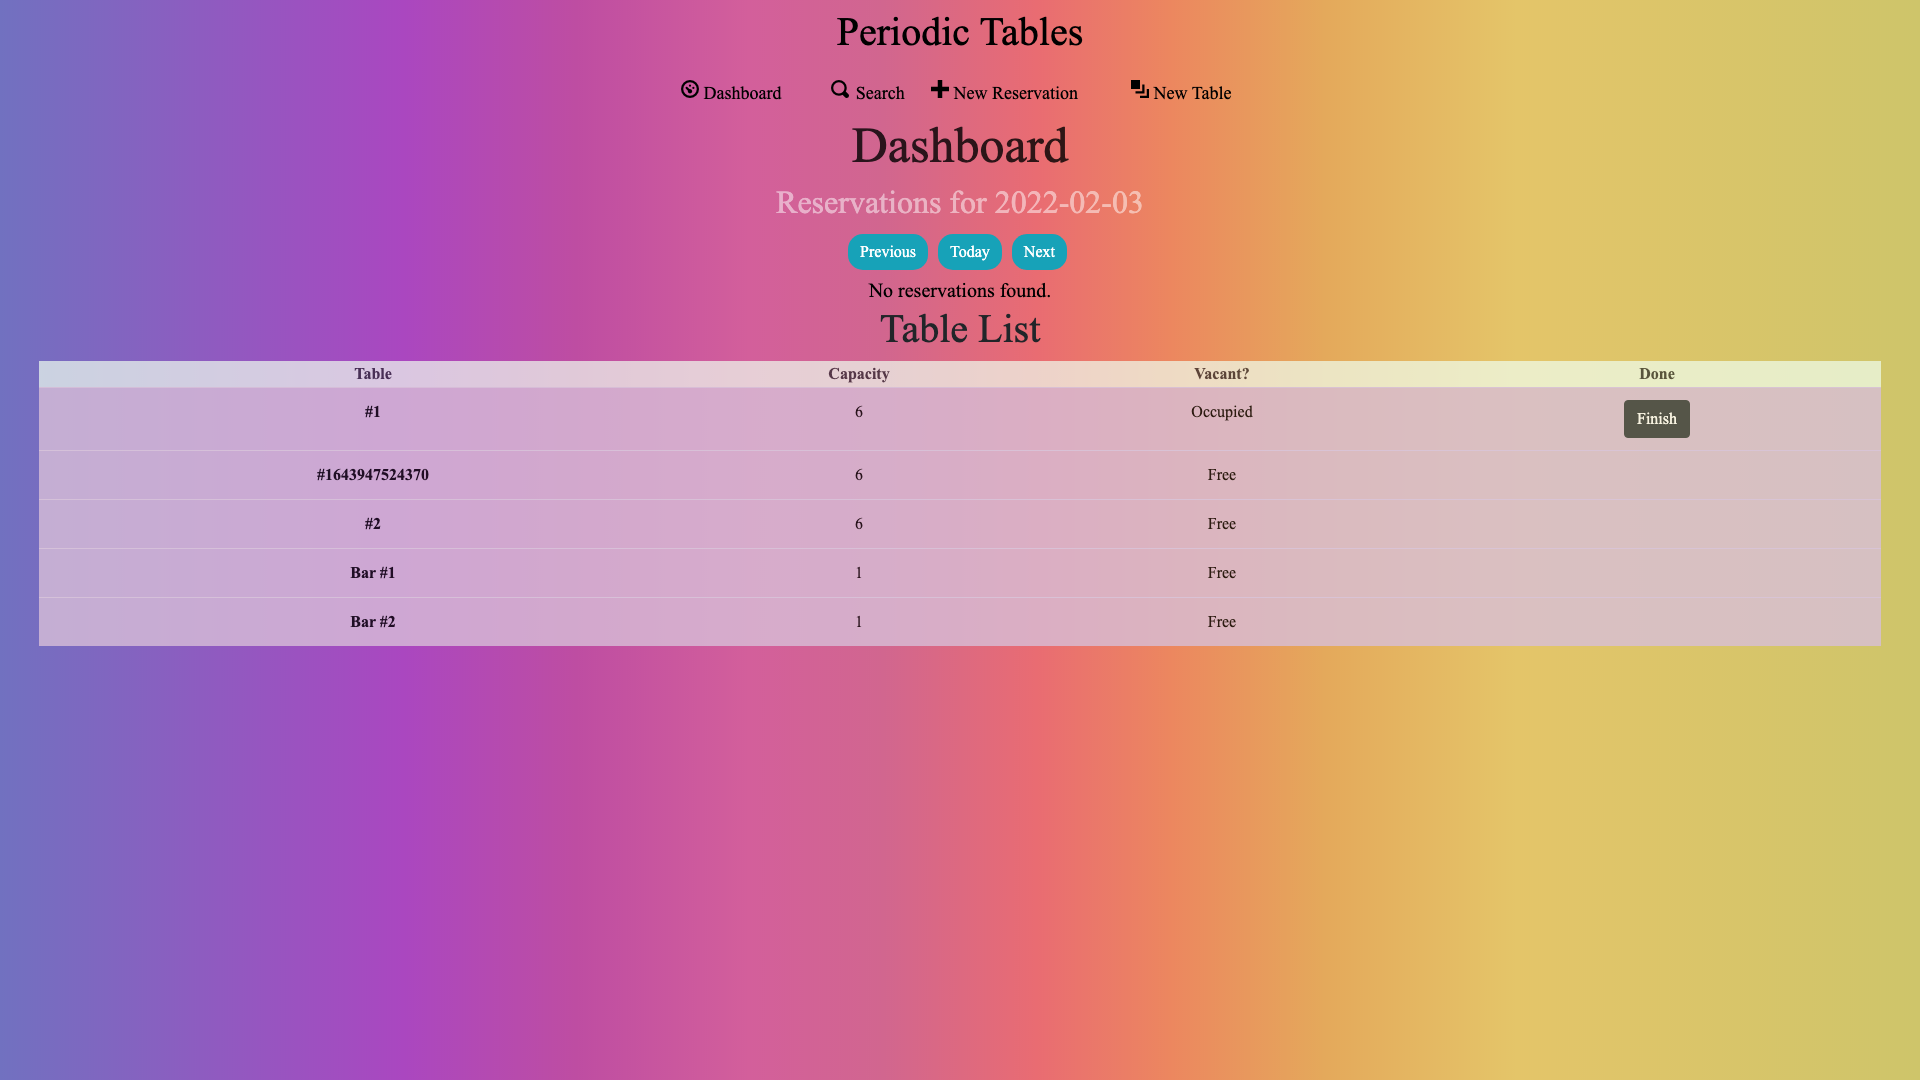 Periodic Tables
Dashboard Search New Reservation New Table
Dashboard
Reservations for 2022-02-03
Previous Today Next
No reservations found.
Table List
Table Capacity Vacant? Done
#1 6 Occupied Finish
#1643947524370 6 Free
#2 6 Free
Bar #1 1 Free
Bar #2 1 Free